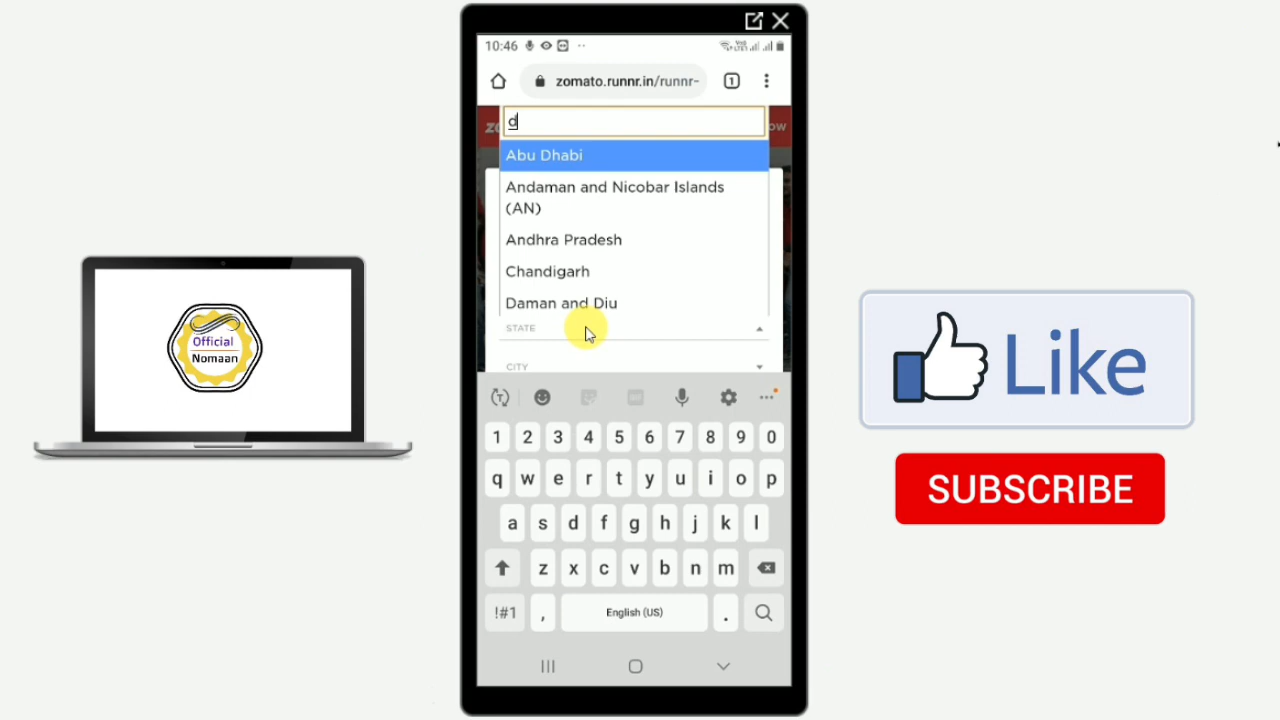 10:46
zomato.runnr.in/runnr-
d
Abu Dhabi
Andaman and Nicobar Islands
(AN)
Andhra Pradesh
Chandigarh
Daman and Diu
STATE
CITY
1 2 3 4 5 6 7 8 9 0
q w e r t y u i o p
a s d f g h j k l
z x c v b n m
!#1 , English (US) .
Official
Nomaan
Like
SUBSCRIBE